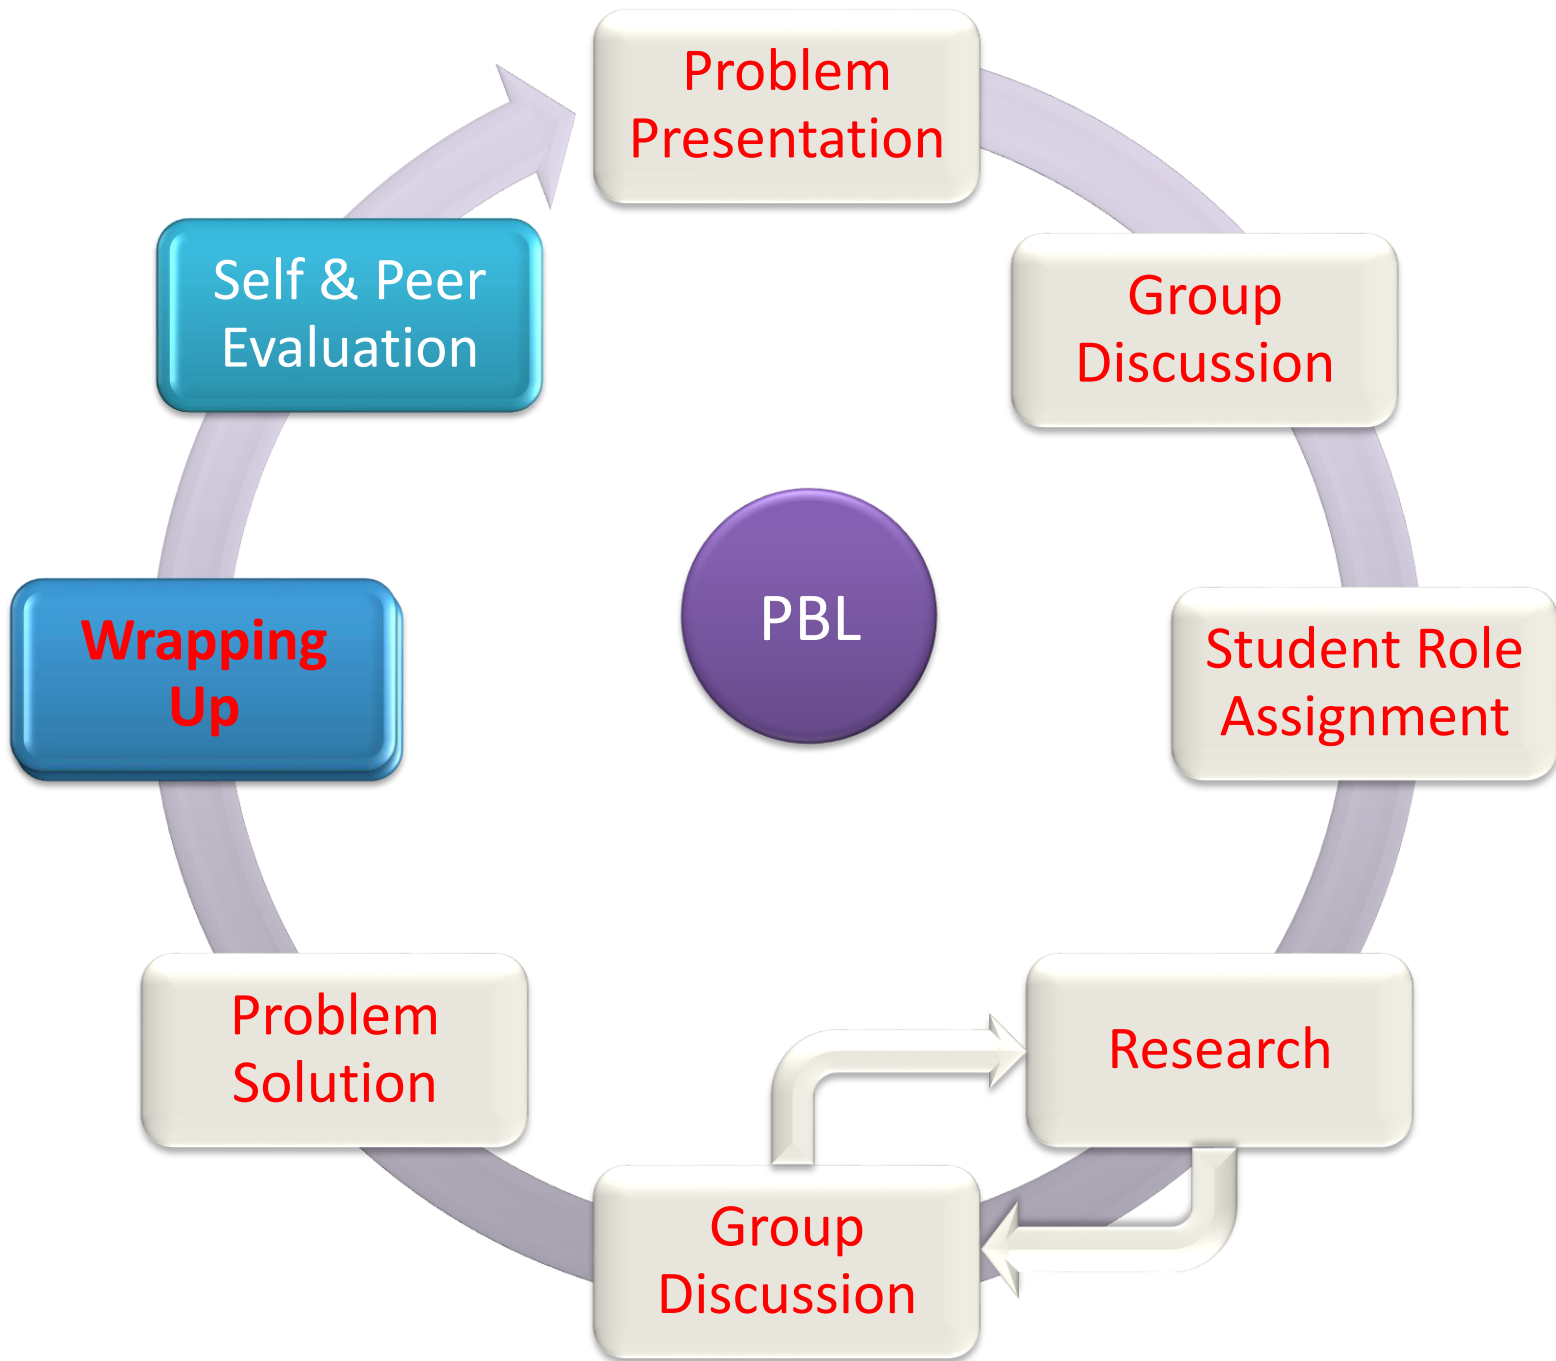 Problem
Presentation
Group
Discussion
Student Role
Assignment
Research
Group
Discussion
Problem
Solution
Wrapping
Up
Self & Peer
Evaluation
PBL